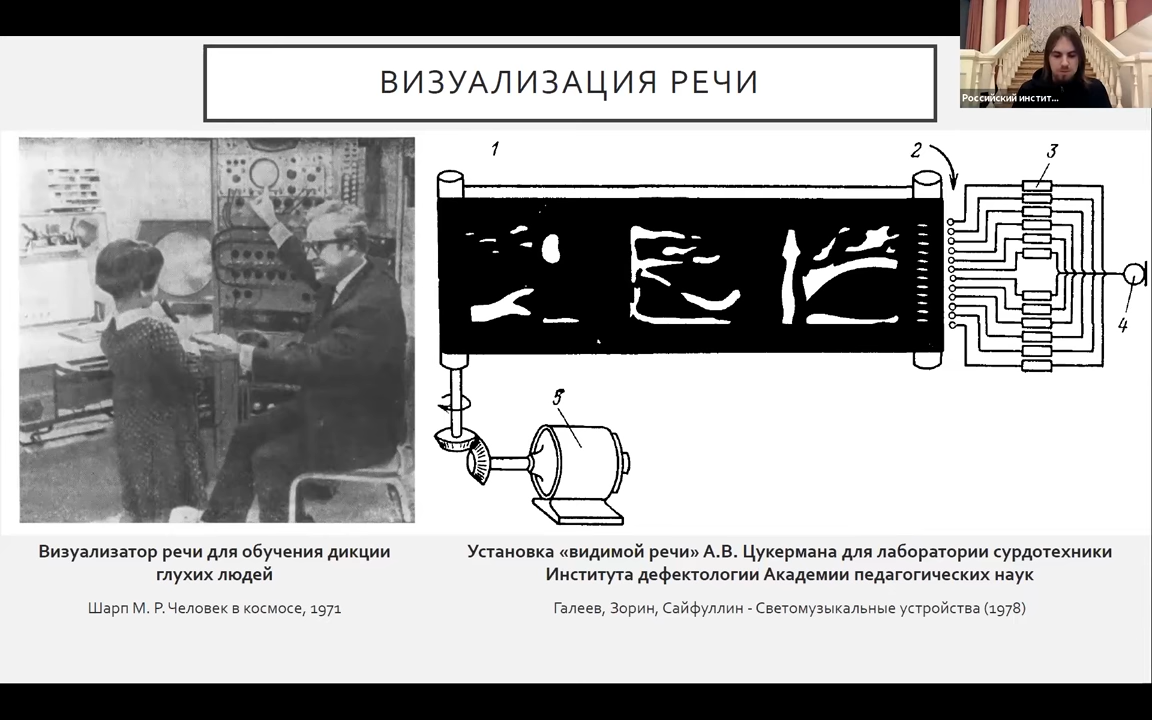 ВИЗУАЛИЗАЦИЯ РЕЧИ
Российский инстит...
1
2
3
4
5
Визуализатор речи для обучения дикции
глухих людей
Шарп М. Р. Человек в космосе, 1971
Установка «видимой речи» А.В. Цукермана для лаборатории сурдотехники
Института дефектологии Академии педагогических наук
Галеев, Зорин, Сайфуллин - Светомузыкальные устройства (1978)